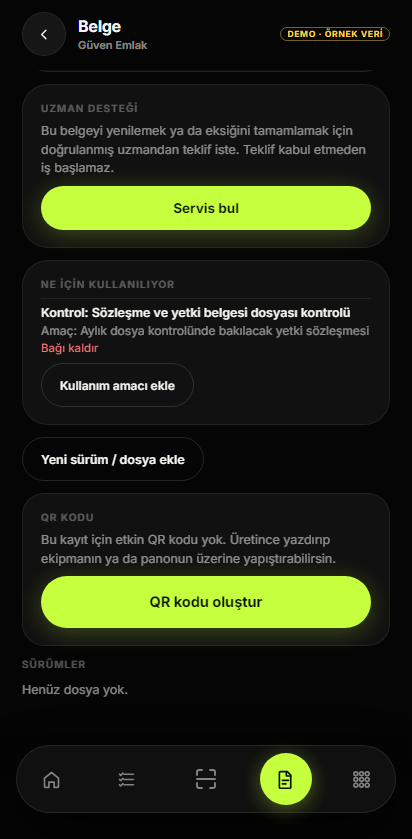 Belge
Güven Emlak
DEMO · ÖRNEK VERİ
UZMAN DESTEĞİ
Bu belgeyi yenilemek ya da eksiğini tamamlamak için
doğrulanmış uzmandan teklif iste. Teklif kabul etmeden
iş başlamaz.
Servis bul
NE İÇİN KULLANILIYOR
Kontrol: Sözleşme ve yetki belgesi dosyası kontrolü
Amaç: Aylık dosya kontrolünde bakılacak yetki sözleşmesi
Bağı kaldır
Kullanım amacı ekle
Yeni sürüm / dosya ekle
QR KODU
Bu kayıt için etkin QR kodu yok. Üretince yazdırıp
ekipmanın ya da panonun üzerine yapıştırabilirsin.
QR kodu oluştur
SÜRÜMLER
Henüz dosya yok.